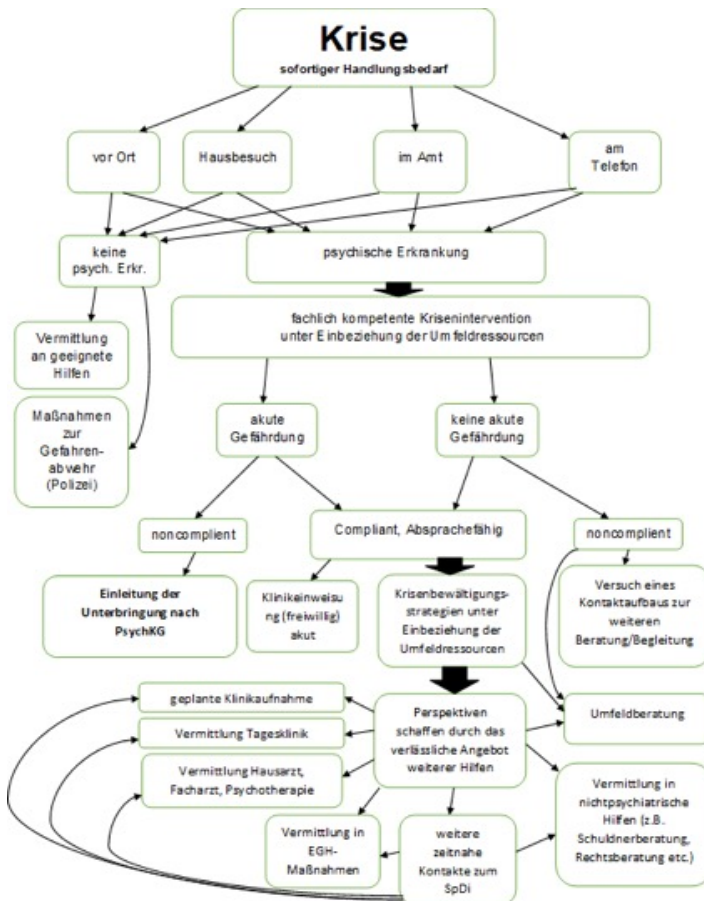 Krise
sofortiger Handlungsbedarf
vor Ort
Hausbesuch
im Amt
am
Telefon
keine
psych. Erkr.
psychische Erkrankung
fachlich kompetente Krisenintervention
unter Einbeziehung der Umfeldressourcen
Vermittlung
an geeignete
Hilfen
Maßnahmen
zur
Gefahren-
abwehr
(Polizei)
akute
Gefährdung
keine akute
Gefährdung
noncomplient
Compliant, Absprachefähig
noncomplient
Einleitung der
Unterbringung nach
PsychKG
Klinikeinweisu
ng (freiwillig)
akut
Krisenbewältigungs-
strategien unter
Einbeziehung der
Umfeldressourcen
Versuch eines
Kontaktaufbaus zur
weiteren
Beratung/Begleitung
geplante Klinikaufnahme
Vermittlung Tagesklinik
Vermittlung Hausarzt,
Facharzt, Psychotherapie
Perspektiven
schaffen durch das
verlässliche Angebot
weiterer Hilfen
Umfeldberatung
Vermittlung in
EGH-
Maßnahmen
weitere
zeitnahe
Kontakte zum
SpDi
Vermittlung in
nichtpsychiatrische
Hilfen (z.B.
Schuldnerberatung,
Rechtsberatung etc.)